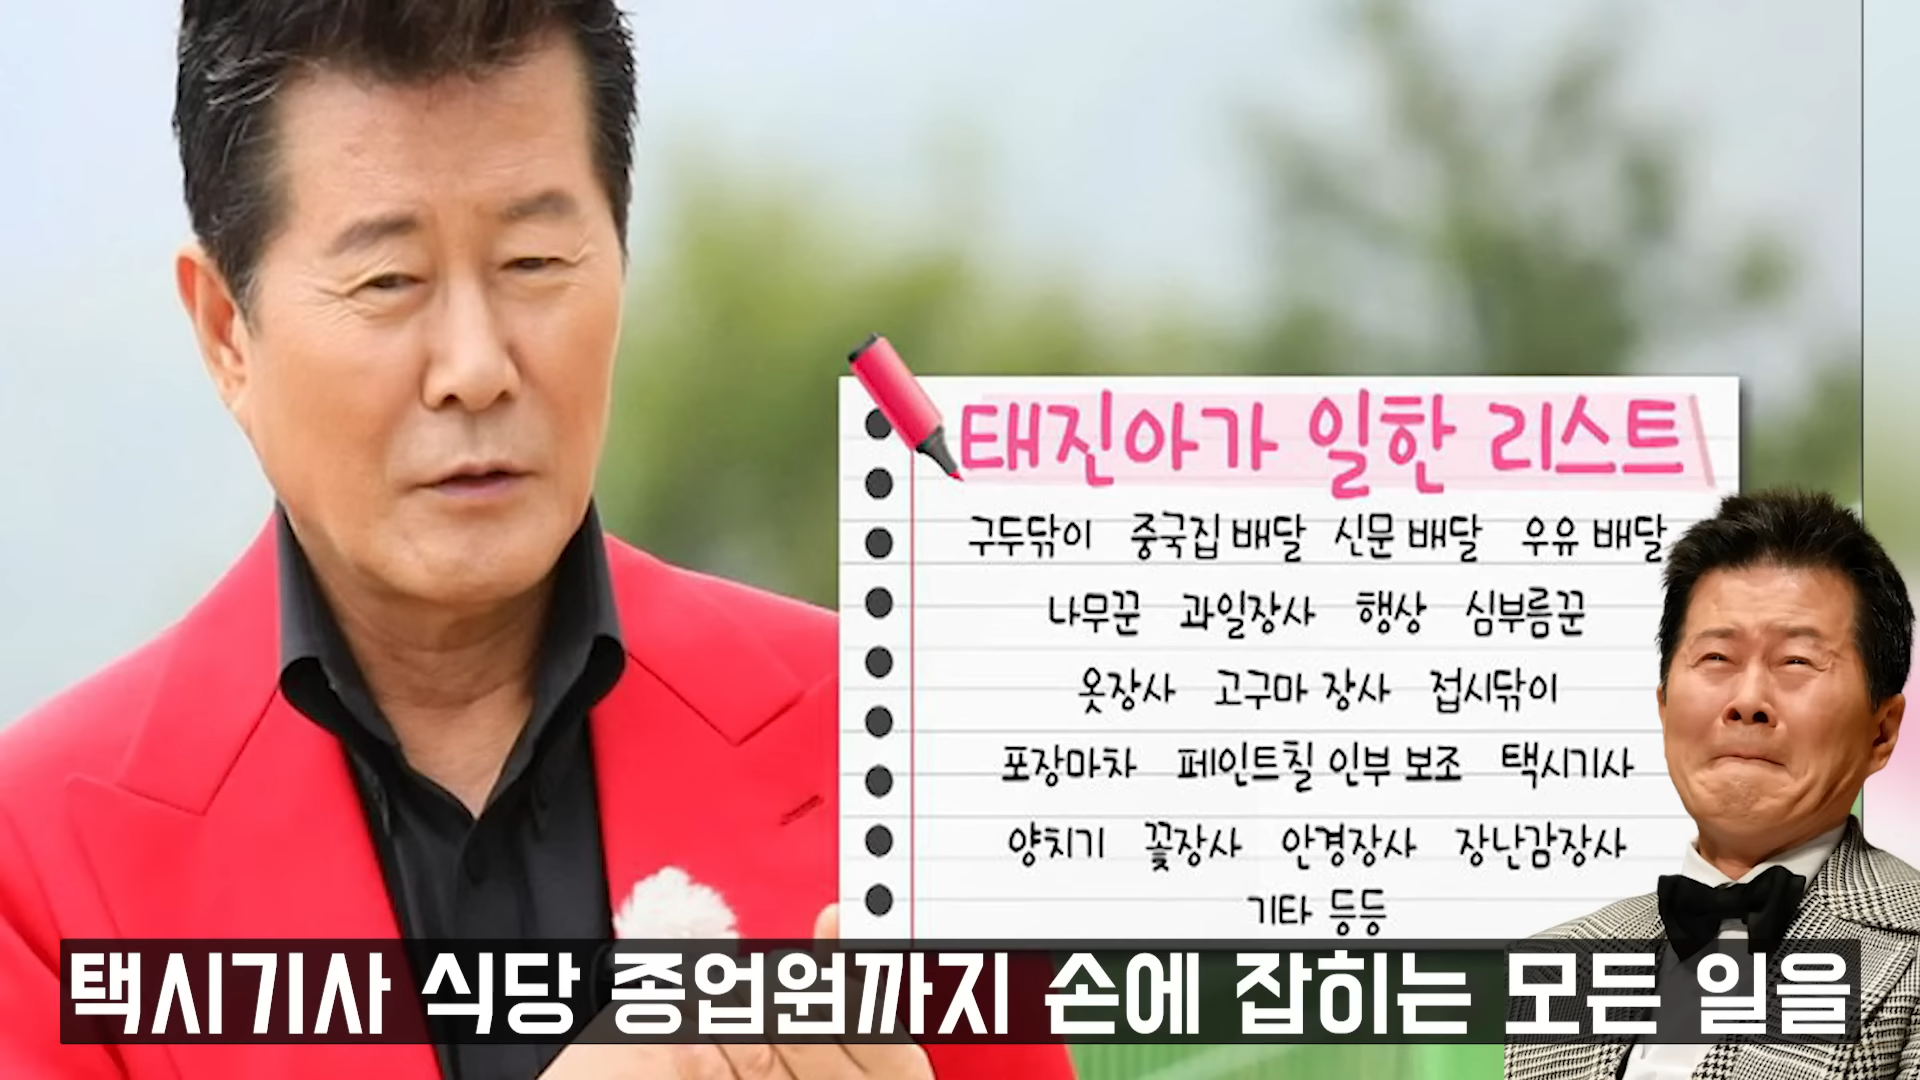 태진아가 일한 리스트
구두닦이 중국집 배달 신문 배달 우유 배달
나무꾼 과일장사 행상 심부름꾼
옷장사 고구마 장사 접시닦이
포장마차 페인트칠 인부 보조 택시기사
양치기 꽃장사 안경장사 장난감장사
기타 등등
택시기사 식당 종업원까지 손에 잡히는 모든 일을